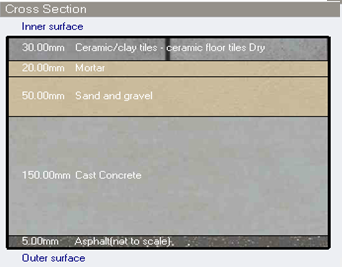 Cross Section
Inner surface
30.00mm Ceramic/clay tiles - ceramic floor tiles Dry
20.00mm Mortar
50.00mm Sand and gravel
150.00mm Cast Concrete
5.00mm Asphalt(not to scale)
Outer surface